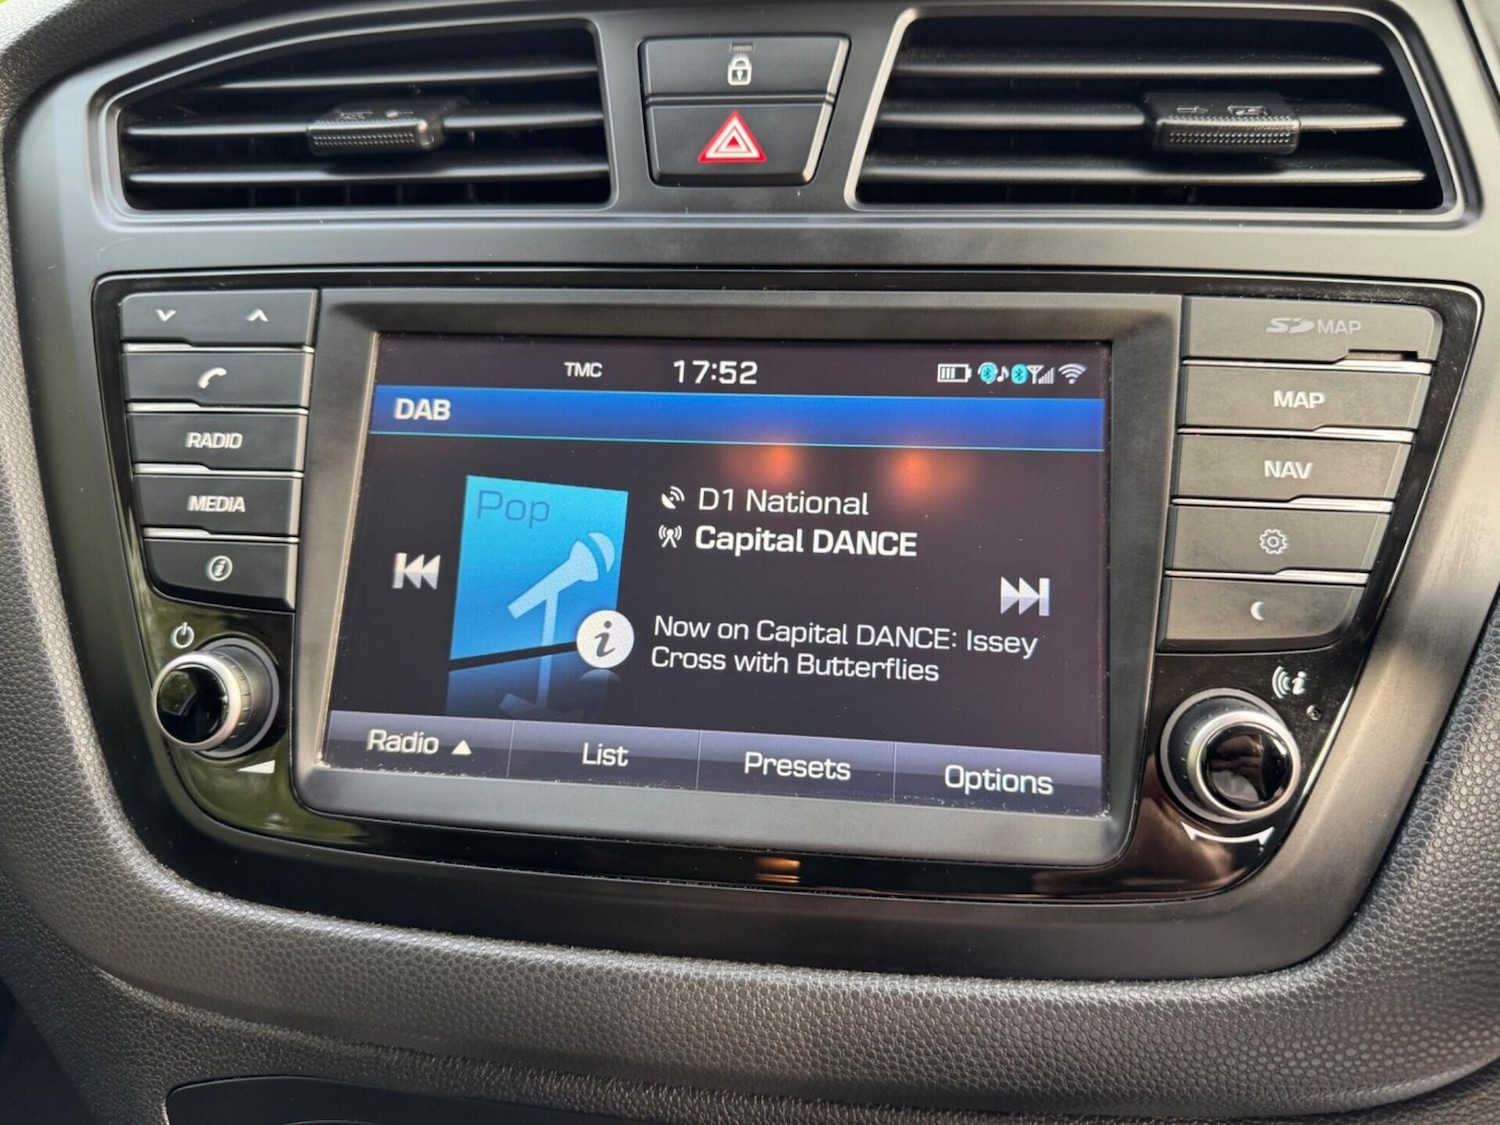 SD MAP
TMC 17:52
DAB
MAP
RADIO
NAV
MEDIA
Pop
D1 National
Capital DANCE
Now on Capital DANCE: Issey
Cross with Butterflies
Radio List Presets Options